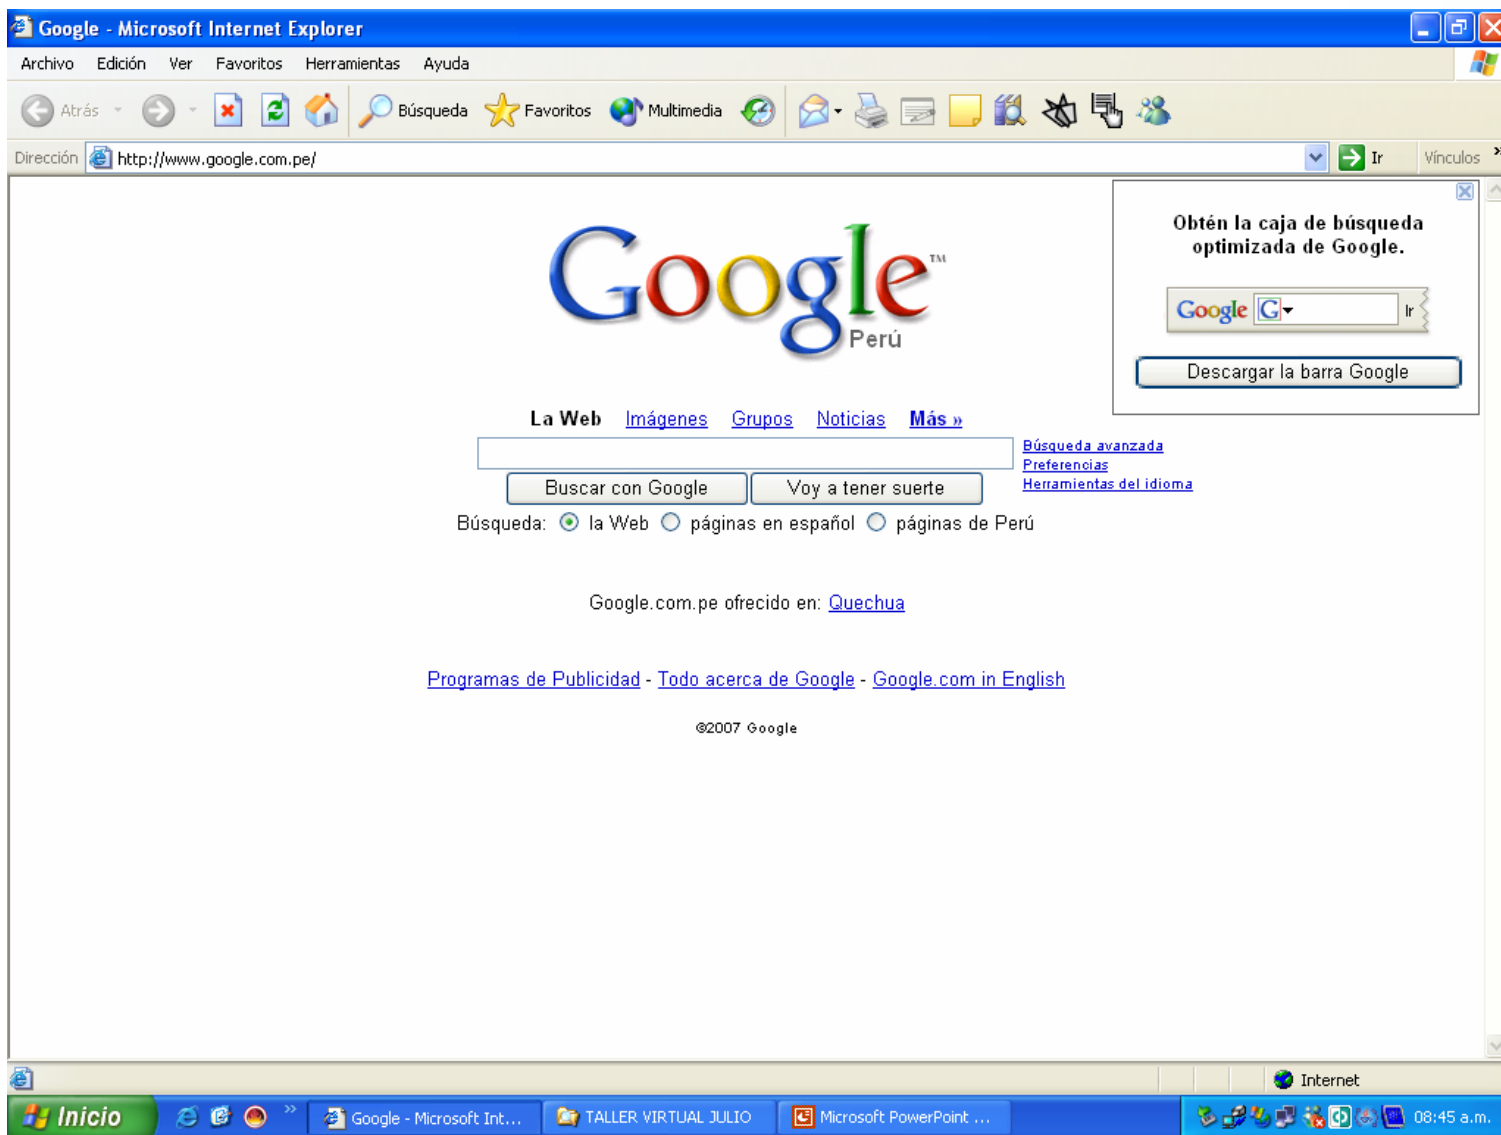 Google - Microsoft Internet Explorer
Archivo Edición Ver Favoritos Herramientas Ayuda
Atrás Búsqueda Favoritos Multimedia
Dirección http://www.google.com.pe/ Ir Vínculos »
Obtén la caja de búsqueda
optimizada de Google.
Google G Ir
Descargar la barra Google
Google™
Perú
La Web Imágenes Grupos Noticias Más »
Búsqueda avanzada
Preferencias
Herramientas del idioma
Buscar con Google Voy a tener suerte
Búsqueda: la Web páginas en español páginas de Perú
Google.com.pe ofrecido en: Quechua
Programas de Publicidad - Todo acerca de Google - Google.com in English
©2007 Google
Internet
Inicio » Google - Microsoft Int... TALLER VIRTUAL JULIO Microsoft PowerPoint ... 08:45 a.m.